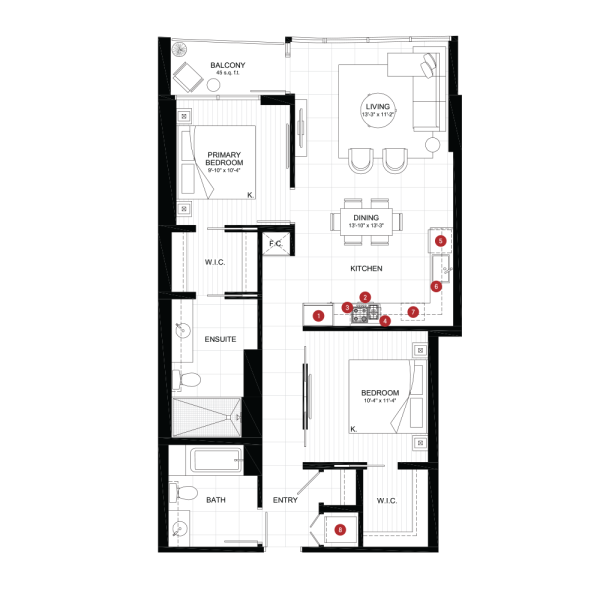 BALCONY
45 s.q. f.t.
LIVING
13'-3" x 11'-2"
PRIMARY
BEDROOM
9'-10" x 10'-4"
K.
DINING
13'-10" x 13'-3"
F.C.
5
W.I.C.
KITCHEN
6
2
3
1
7
4
ENSUITE
BEDROOM
10'-4" x 11'-4"
K.
BATH
ENTRY
W.I.C.
8